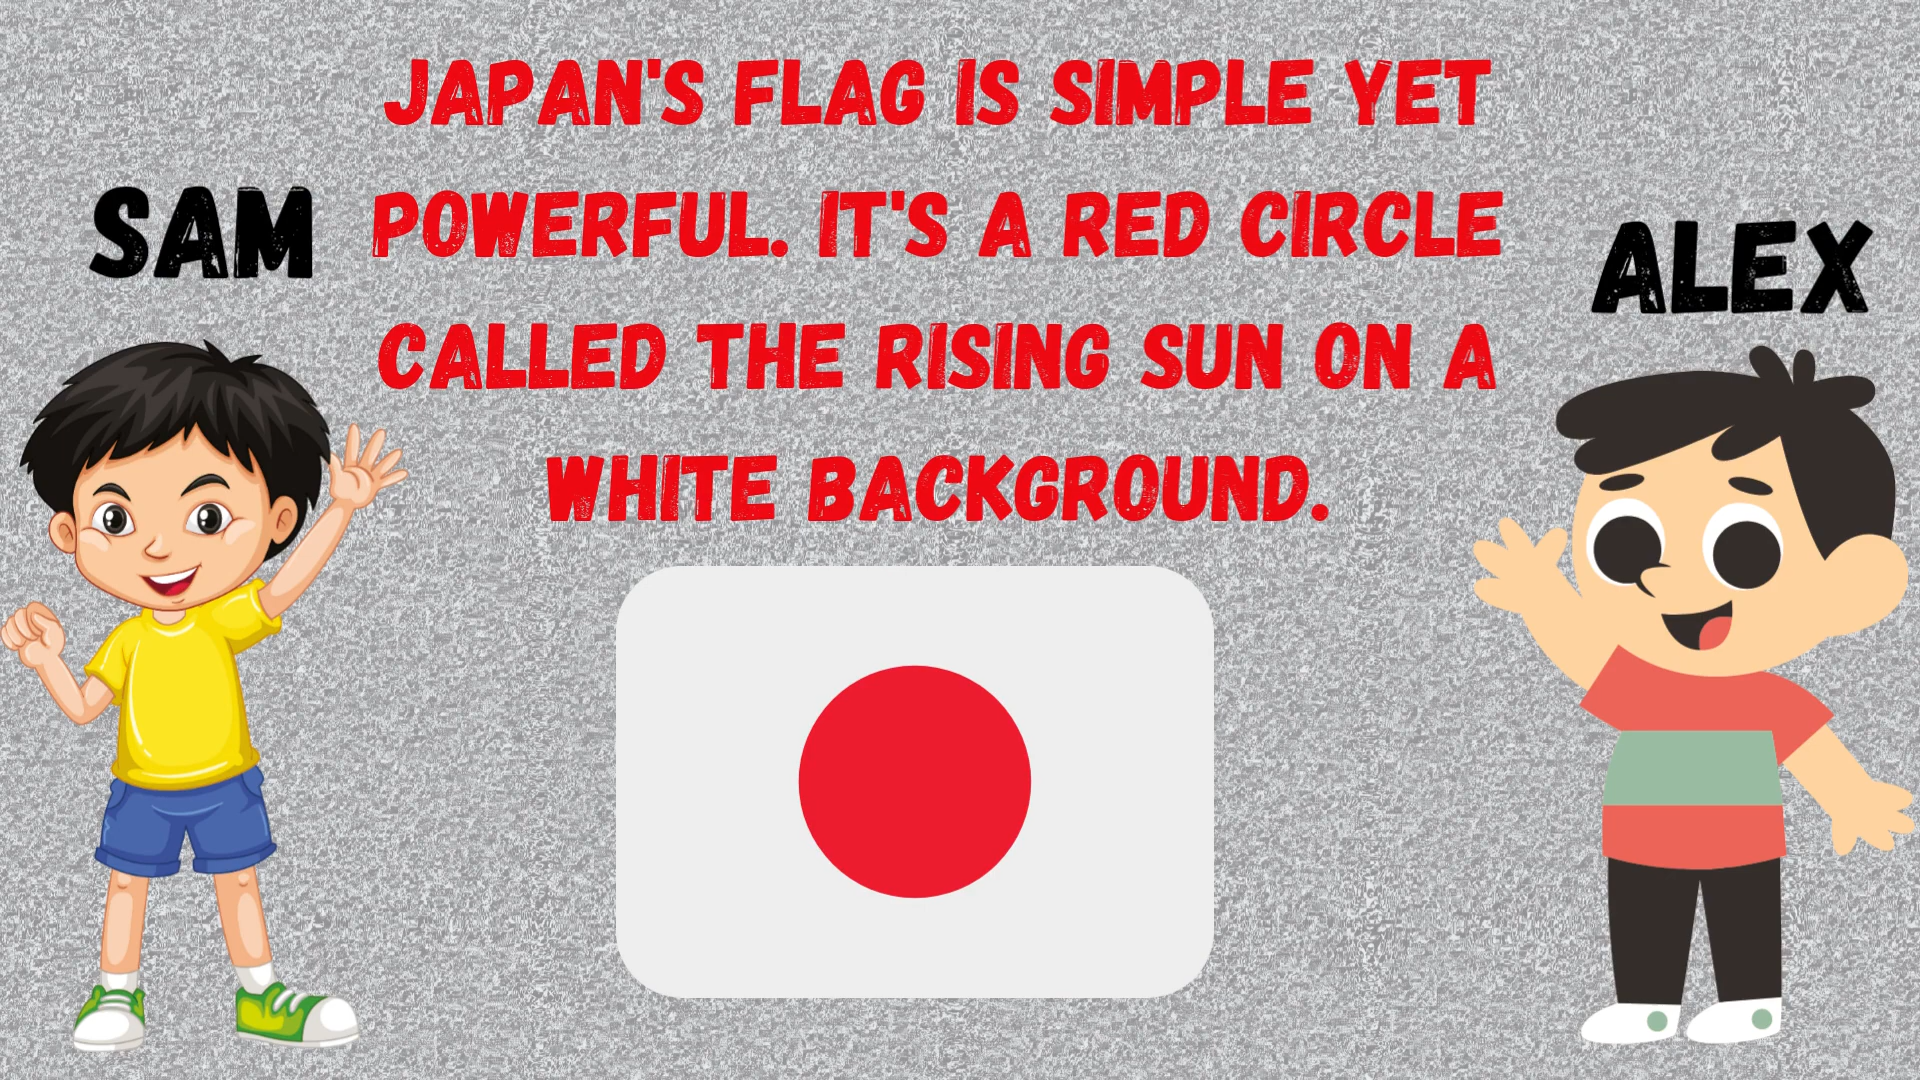 JAPAN'S FLAG IS SIMPLE YET
POWERFUL. IT'S A RED CIRCLE
CALLED THE RISING SUN ON A
WHITE BACKGROUND.
SAM
ALEX